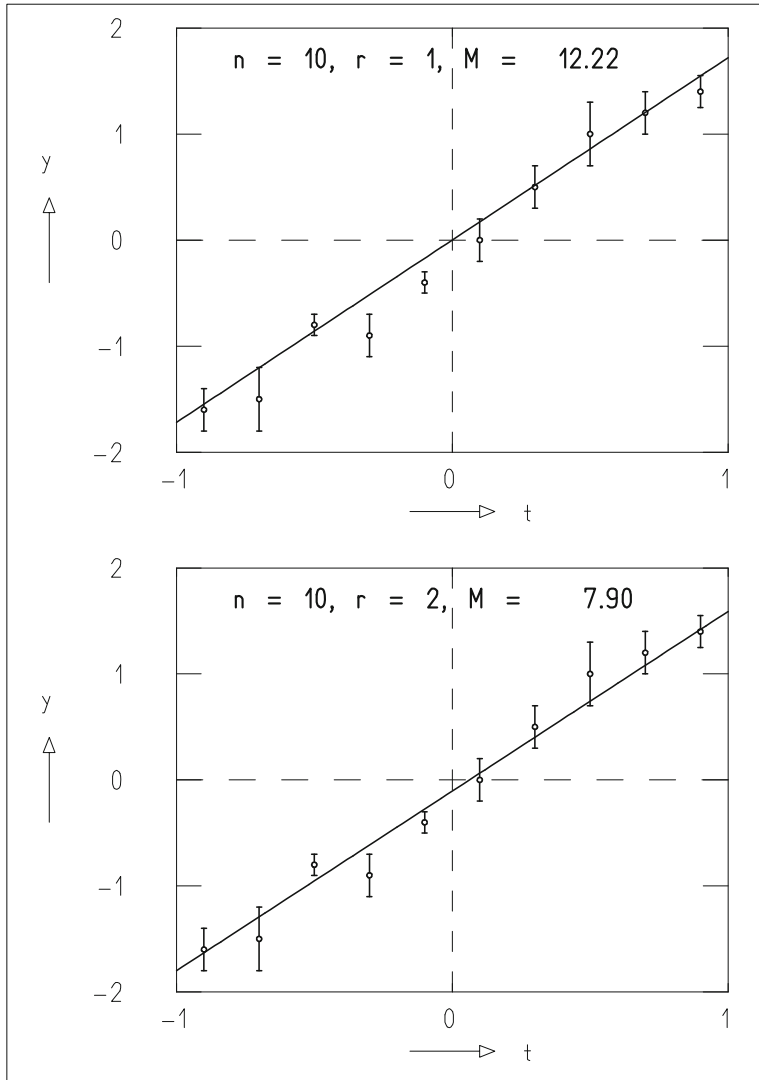 2
n = 10, r = 1, M = 12.22
1
y
0
-1
-2
-1 0 1
t
2
n = 10, r = 2, M = 7.90
1
y
0
-1
-2
-1 0 1
t